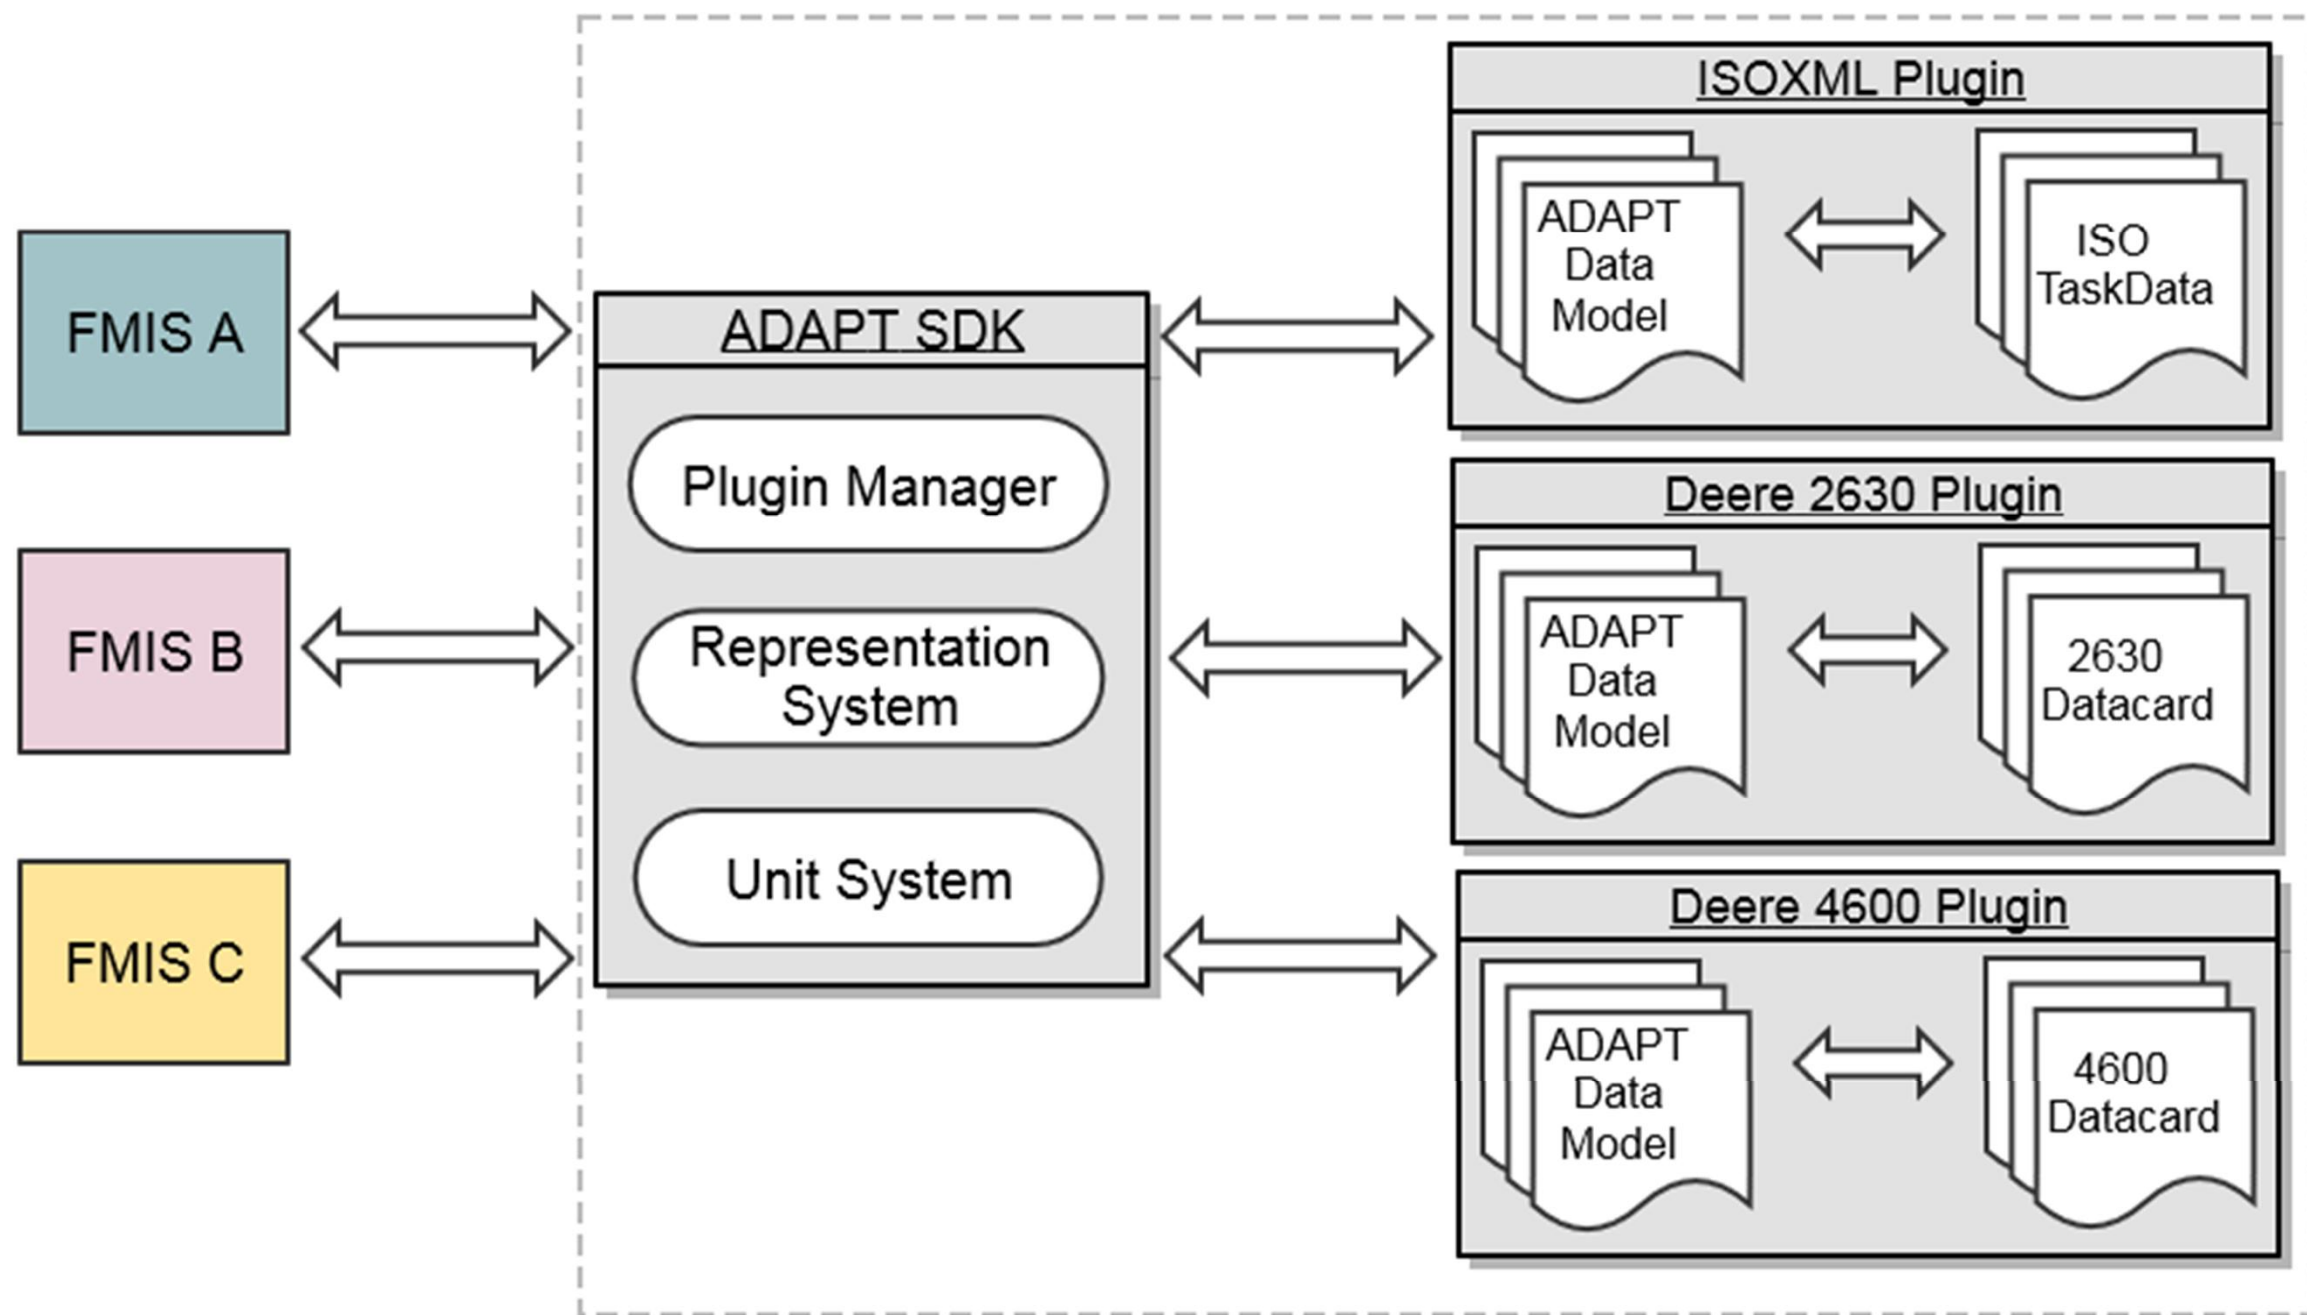 FMIS A
FMIS B
FMIS C
ADAPT SDK
Plugin Manager
Representation
System
Unit System
ISOXML Plugin
ADAPT
Data
Model
ISO
TaskData
Deere 2630 Plugin
ADAPT
Data
Model
2630
Datacard
Deere 4600 Plugin
ADAPT
Data
Model
4600
Datacard